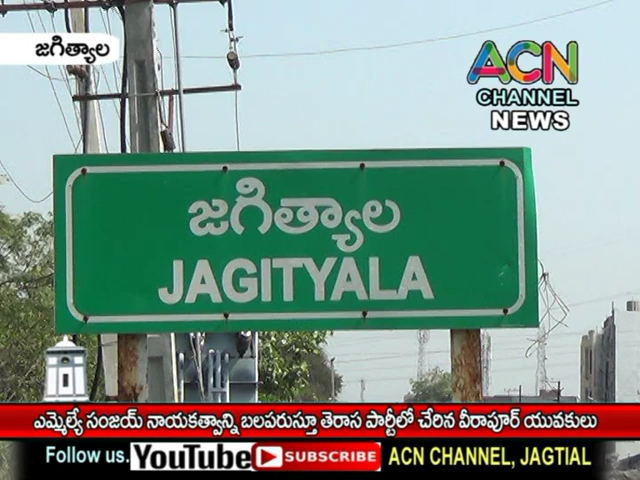 జగిత్యాల
ACN
CHANNEL
NEWS
జగిత్యాల
JAGITYALA
ఎమ్మెల్యే సంజయ్ నాయకత్వాన్ని బలపరుస్తూ తెరాస పార్టీలో చేరిన వీరాపూర్ యువకులు
Follow us. YouTube SUBSCRIBE ACN CHANNEL, JAGTIAL